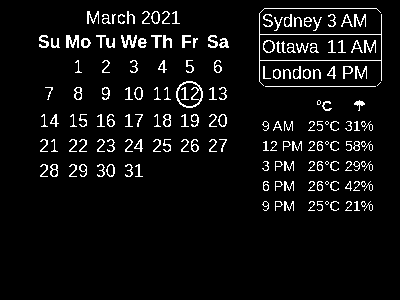 March 2021
Su Mo Tu We Th Fr Sa
1 2 3 4 5 6
7 8 9 10 11 12 13
14 15 16 17 18 19 20
21 22 23 24 25 26 27
28 29 30 31
Sydney 3 AM
Ottawa 11 AM
London 4 PM
°C ☂
9 AM 25°C 31%
12 PM 26°C 58%
3 PM 26°C 29%
6 PM 26°C 42%
9 PM 25°C 21%